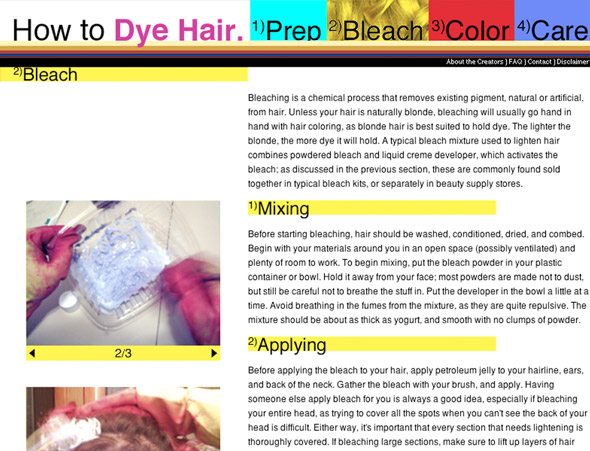 How to Dye Hair. 1)Prep 2)Bleach 3)Color 4)Care
About the Creators ) FAQ ) Contact ) Disclaimer
2)Bleach
Bleaching is a chemical process that removes existing pigment, natural or artificial,
from hair. Unless your hair is naturally blonde, bleaching will usually go hand in
hand with hair coloring, as blonde hair is best suited to hold dye. The lighter the
blonde, the more dye it will hold. A typical bleach mixture used to lighten hair
combines powdered bleach and liquid creme developer, which activates the
bleach; as discussed in the previous section, these are commonly found sold
together in typical bleach kits, or separately in beauty supply stores.
1)Mixing
Before starting bleaching, hair should be washed, conditioned, dried, and combed.
Begin with your materials around you in an open space (possibly ventilated) and
plenty of room to work. To begin mixing, put the bleach powder in your plastic
container or bowl. Hold it away from your face; most powders are made not to dust,
but still be careful not to breathe the stuff in. Put the developer in the bowl a little at a
time. Avoid breathing in the fumes from the mixture, as they are quite repulsive. The
mixture should be about as thick as yogurt, and smooth with no clumps of powder.
2/3
2)Applying
Before applying the bleach to your hair, apply petroleum jelly to your hairline, ears,
and back of the neck. Gather the bleach with your brush, and apply. Having
someone else apply bleach for you is always a good idea, especially if bleaching
your entire head, as trying to cover all the spots when you can't see the back of your
head is difficult. Either way, it's important that every section that needs lightening is
thoroughly covered. If bleaching large sections, make sure to lift up layers of hair